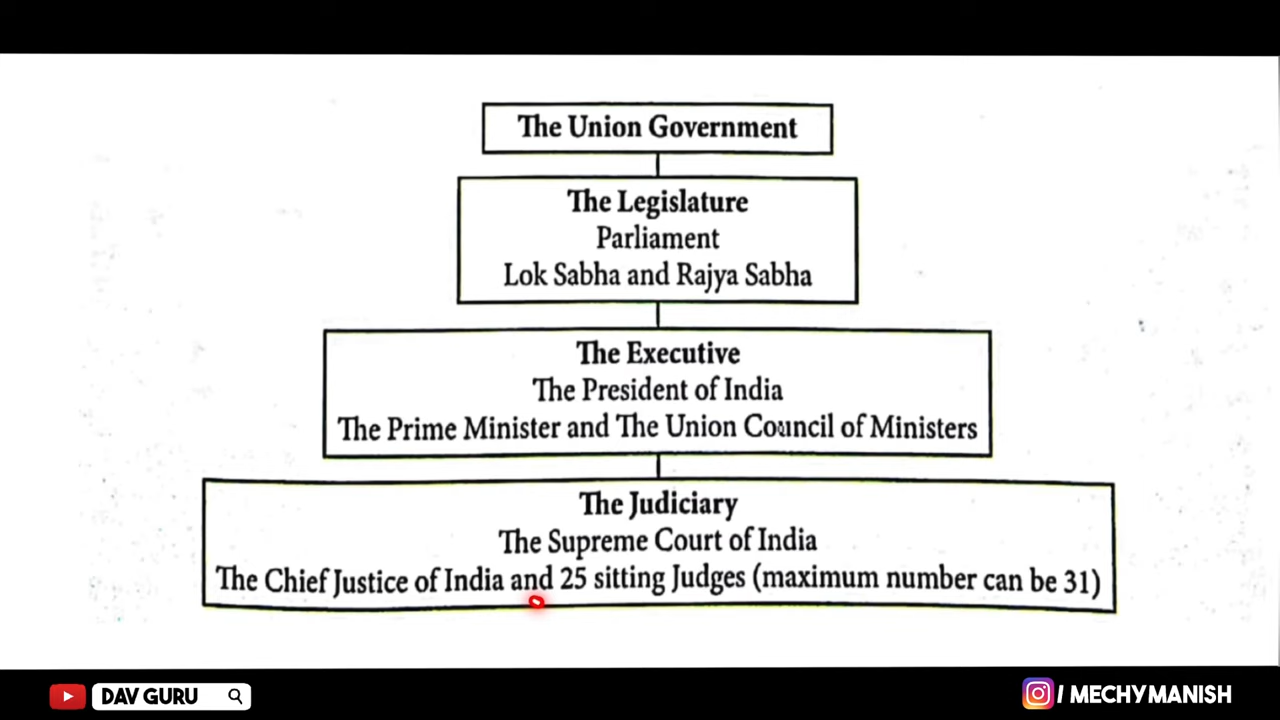 The Union Government
The Legislature
Parliament
Lok Sabha and Rajya Sabha
The Executive
The President of India
The Prime Minister and The Union Council of Ministers
The Judiciary
The Supreme Court of India
The Chief Justice of India and 25 sitting Judges (maximum number can be 31)
DAV GURU
/ MECHYMANISH